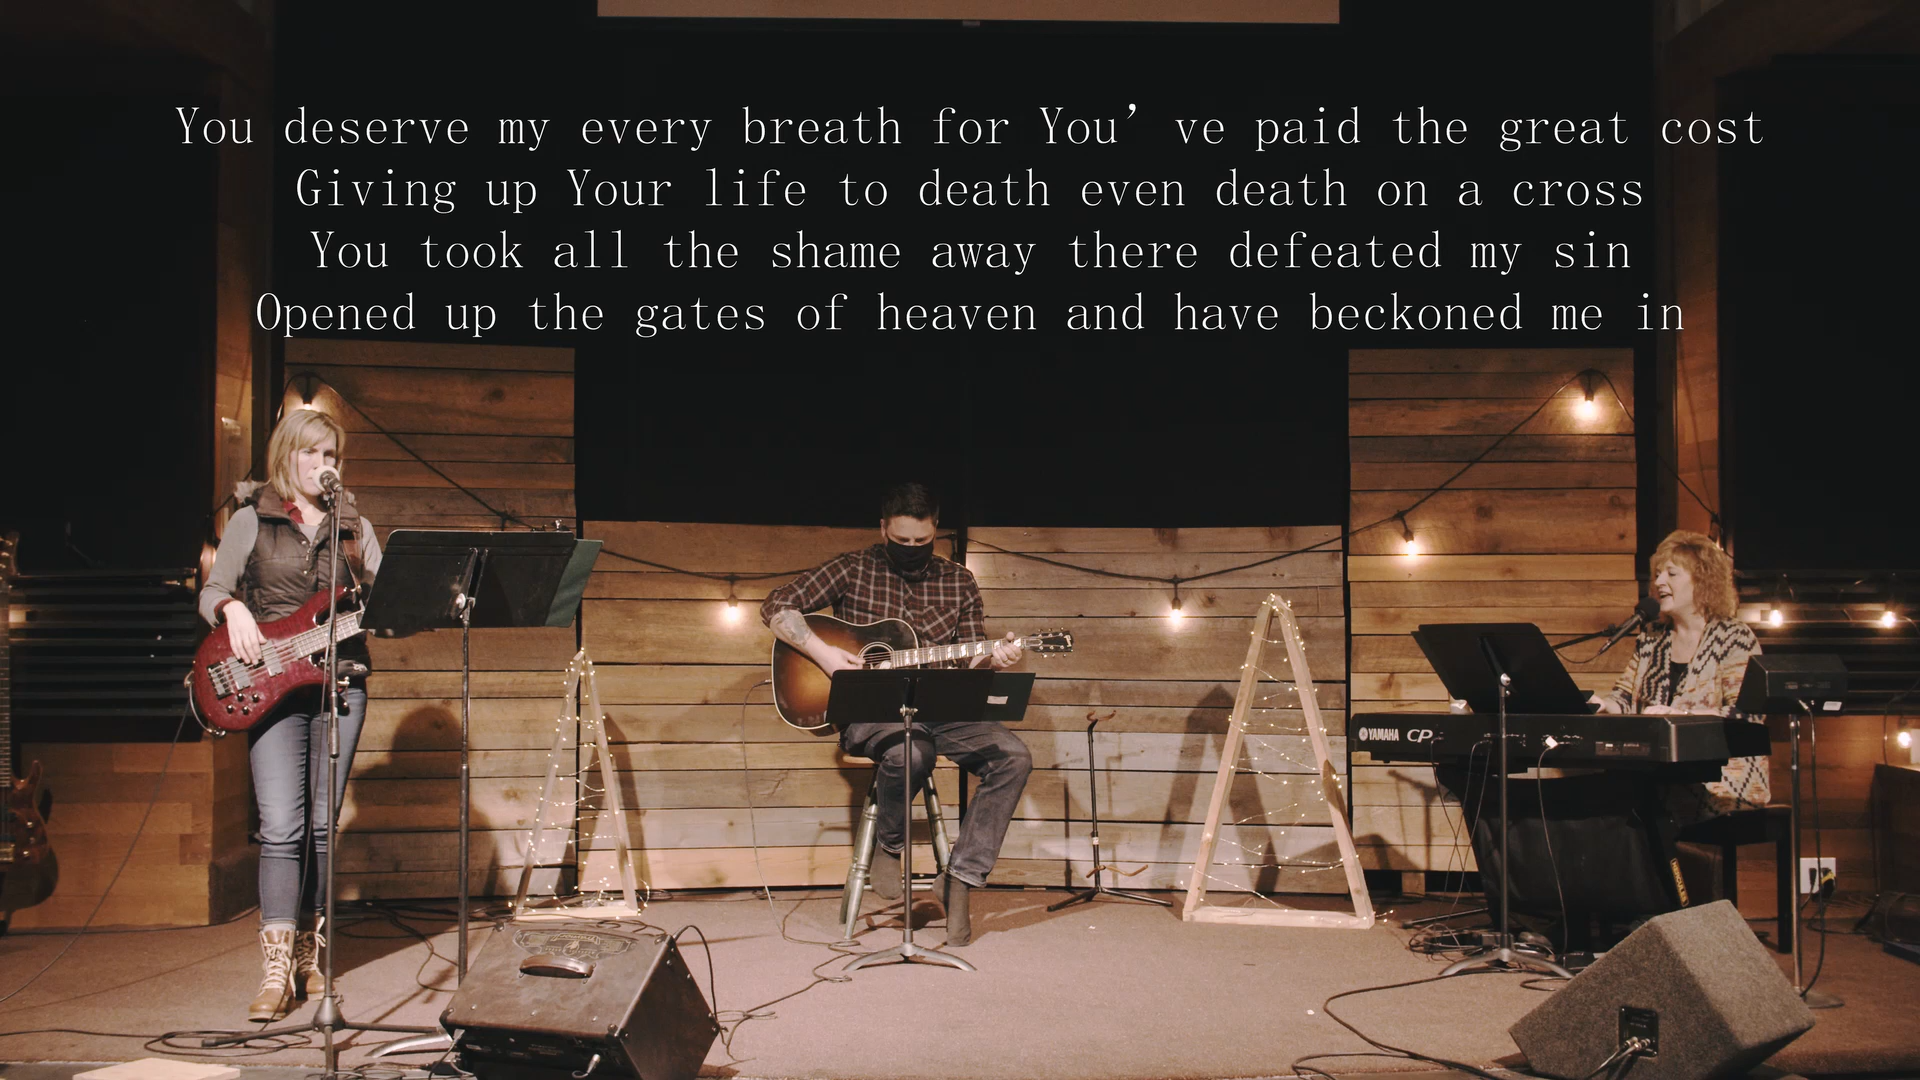 You deserve my every breath for You’ve paid the great cost
Giving up Your life to death even death on a cross
You took all the shame away there defeated my sin
Opened up the gates of heaven and have beckoned me in
YAMAHA CP